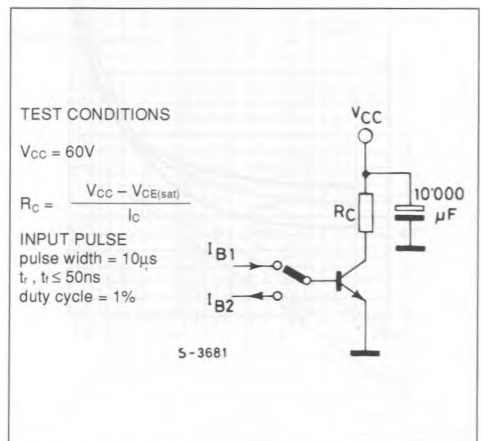 TEST CONDITIONS
VCC = 60V
RC = VCC – VCE(sat)
IC
INPUT PULSE
pulse width = 10µs
tr , tf ≤ 50ns
duty cycle = 1%
VCC
RC
10'000
µF
IB1
IB2
S-3681